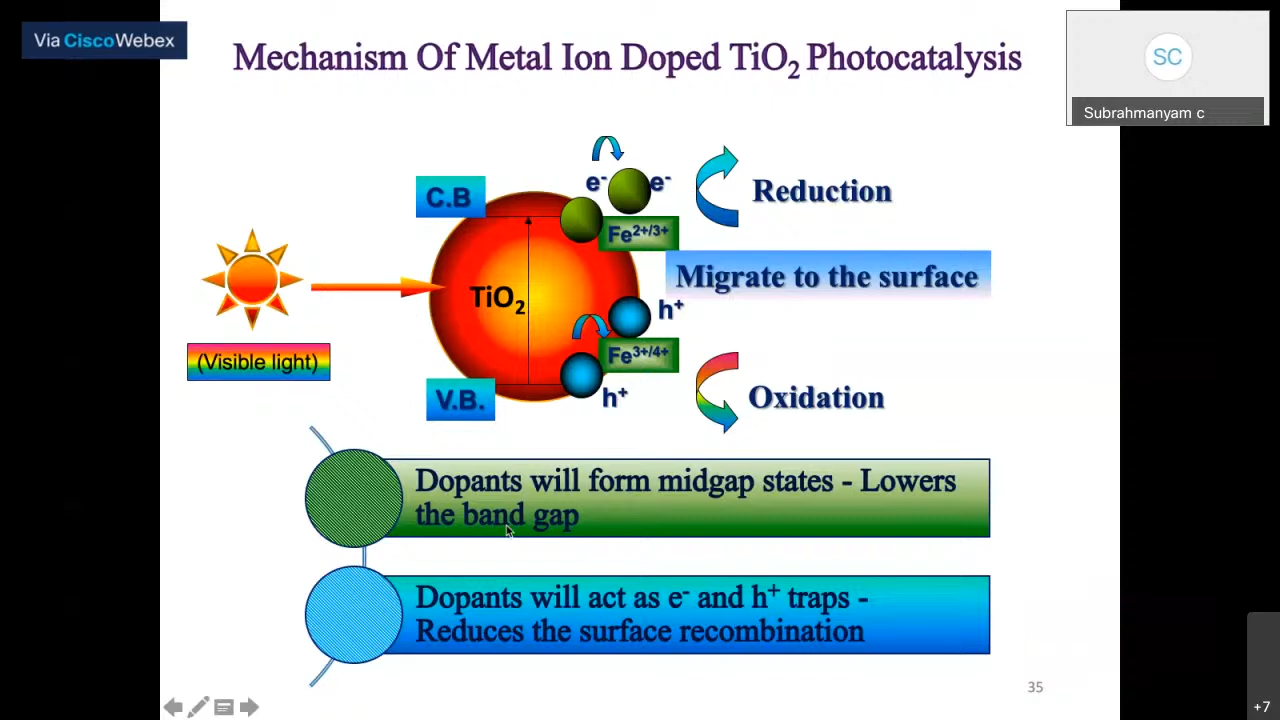 Via CiscoWebex
Mechanism Of Metal Ion Doped TiO₂ Photocatalysis
SC
Subrahmanyam c
C.B
e⁻
e⁻
Fe²⁺/³⁺
Reduction
Migrate to the surface
TiO₂
h⁺
Fe³⁺/⁴⁺
(Visible light)
V.B.
h⁺
Oxidation
Dopants will form midgap states - Lowers
the band gap
Dopants will act as e⁻ and h⁺ traps -
Reduces the surface recombination
35
+7